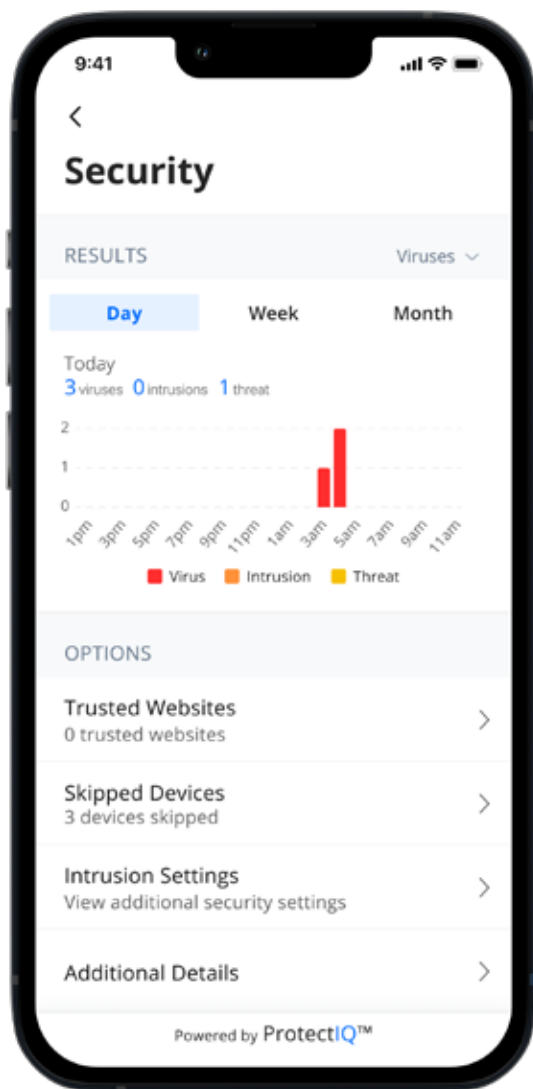 9:41
Security
RESULTS
Viruses
Day Week Month
Today
3 viruses 0 intrusions 1 threat
2
1
0
1pm 3pm 5pm 7pm 9pm 11pm 1am 3am 5am 7am 9am 11am
Virus Intrusion Threat
OPTIONS
Trusted Websites
0 trusted websites
Skipped Devices
3 devices skipped
Intrusion Settings
View additional security settings
Additional Details
Powered by ProtectIQ™